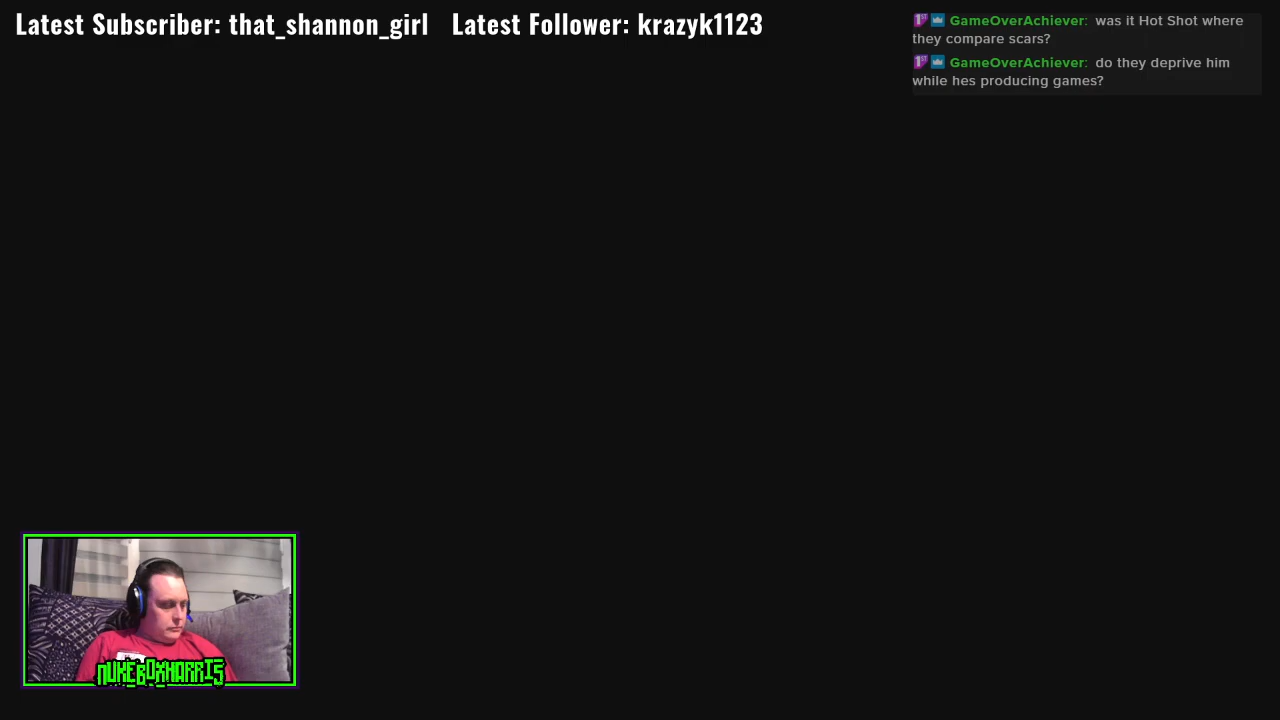 Latest Subscriber: that_shannon_girl Latest Follower: krazyk1123
GameOverAchiever: was it Hot Shot where
they compare scars?
GameOverAchiever: do they deprive him
while hes producing games?
NUKEBOXHARRIS